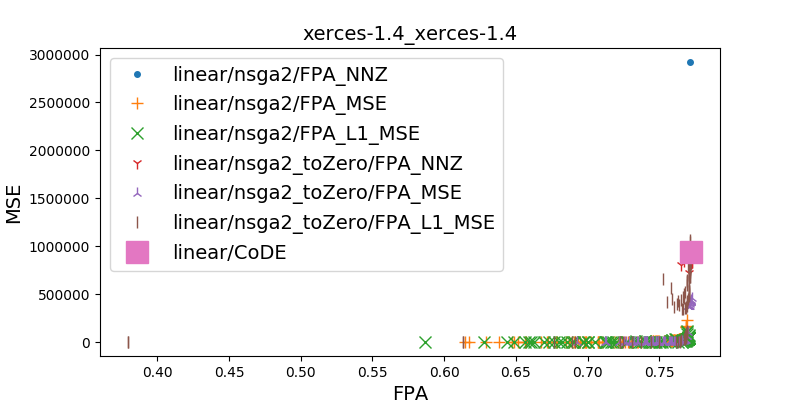 xerces-1.4_xerces-1.4
3000000
2500000
2000000
1500000
1000000
500000
0
MSE
linear/nsga2/FPA_NNZ
linear/nsga2/FPA_MSE
linear/nsga2/FPA_L1_MSE
linear/nsga2_toZero/FPA_NNZ
linear/nsga2_toZero/FPA_MSE
linear/nsga2_toZero/FPA_L1_MSE
linear/CoDE
0.40 0.45 0.50 0.55 0.60 0.65 0.70 0.75
FPA